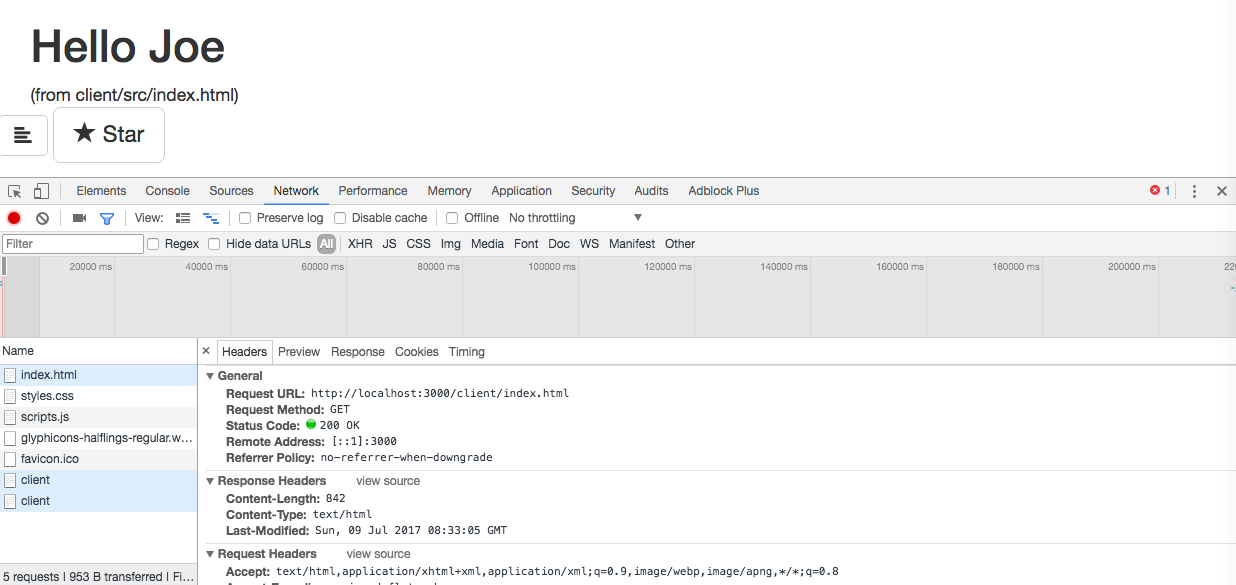 Hello Joe
(from client/src/index.html)
★ Star
Elements Console Sources Network Performance Memory Application Security Audits Adblock Plus 1
View: Preserve log Disable cache Offline No throttling
Filter Regex Hide data URLs All XHR JS CSS Img Media Font Doc WS Manifest Other
20000 ms 40000 ms 60000 ms 80000 ms 100000 ms 120000 ms 140000 ms 160000 ms 180000 ms 200000 ms
Name
index.html
styles.css
scripts.js
glyphicons-halflings-regular.w...
favicon.ico
client
client
5 requests | 953 B transferred | Fi...
× Headers Preview Response Cookies Timing
▼ General
Request URL: http://localhost:3000/client/index.html
Request Method: GET
Status Code: 200 OK
Remote Address: [::1]:3000
Referrer Policy: no-referrer-when-downgrade
▼ Response Headers view source
Content-Length: 842
Content-Type: text/html
Last-Modified: Sun, 09 Jul 2017 08:33:05 GMT
▼ Request Headers view source
Accept: text/html,application/xhtml+xml,application/xml;q=0.9,image/webp,image/apng,*/*;q=0.8